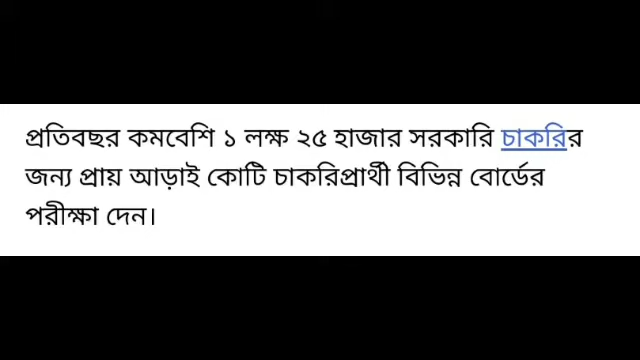 প্রতিবছর কমবেশি ১ লক্ষ ২৫ হাজার সরকারি চাকরির
জন্য প্রায় আড়াই কোটি চাকরিপ্রার্থী বিভিন্ন বোর্ডের
পরীক্ষা দেন।